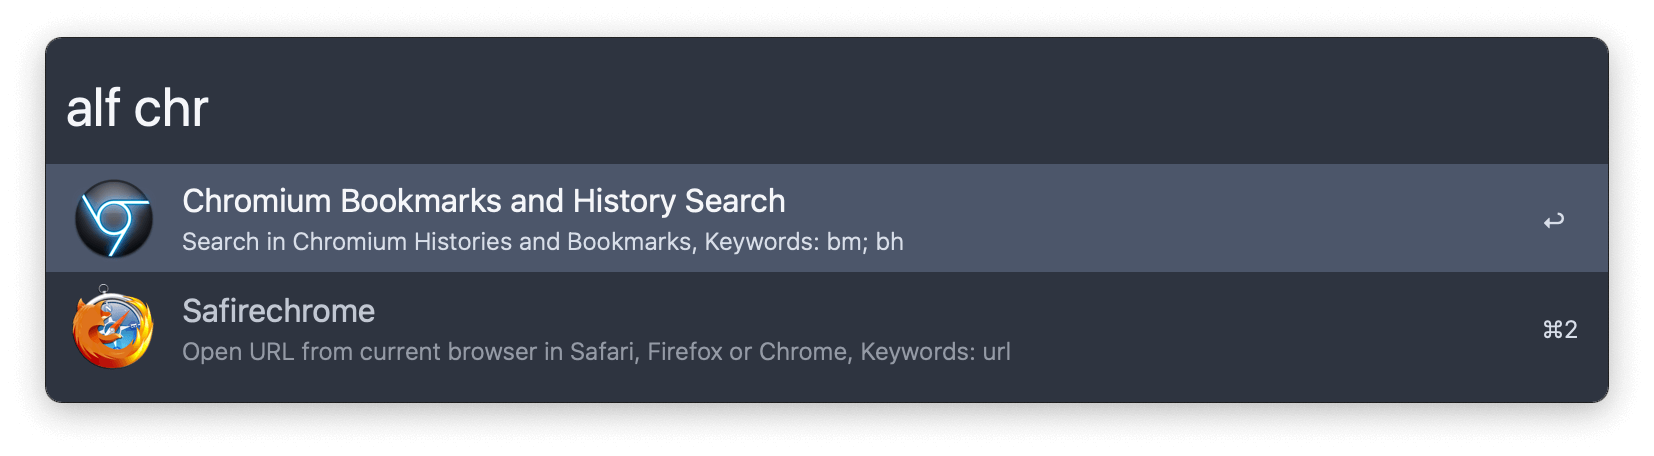 alf chr
Chromium Bookmarks and History Search
Search in Chromium Histories and Bookmarks, Keywords: bm; bh
↩
Safirechrome
Open URL from current browser in Safari, Firefox or Chrome, Keywords: url
⌘2